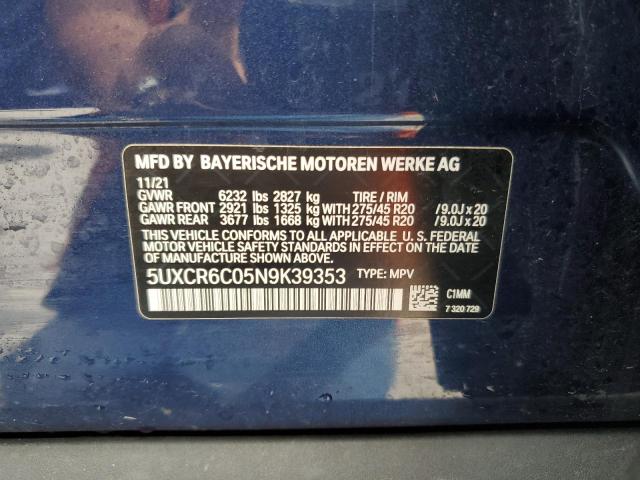 MFD BY BAYERISCHE MOTOREN WERKE AG
11/21
GVWR 6232 lbs 2827 kg TIRE / RIM
GAWR FRONT 2921 lbs 1325 kg WITH 275/45 R20 /9.0J x 20
GAWR REAR 3677 lbs 1668 kg WITH 275/45 R20 /9.0J x 20
THIS VEHICLE CONFORMS TO ALL APPLICABLE U. S. FEDERAL
MOTOR VEHICLE SAFETY STANDARDS IN EFFECT ON THE DATE
OF MANUFACTURE SHOWN ABOVE.
5UXCR6C05N9K39353 TYPE: MPV
C1MM
7 320 729